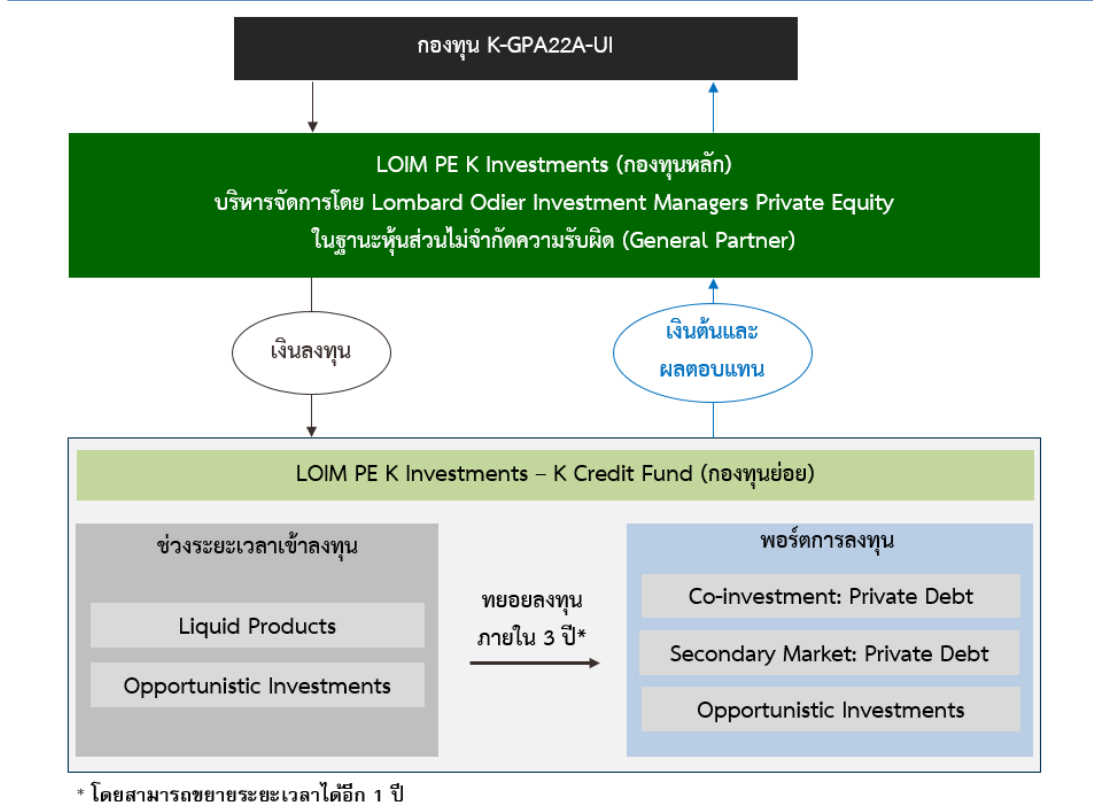 กองทุน K-GPA22A-UI
LOIM PE K Investments (กองทุนหลัก)
บริหารจัดการโดย Lombard Odier Investment Managers Private Equity
ในฐานะหุ้นส่วนไม่จำกัดความรับผิด (General Partner)
เงินลงทุน
เงินต้นและ
ผลตอบแทน
LOIM PE K Investments – K Credit Fund (กองทุนย่อย)
ช่วงระยะเวลาเข้าลงทุน
Liquid Products
Opportunistic Investments
ทยอยลงทุน
ภายใน 3 ปี*
พอร์ตการลงทุน
Co-investment: Private Debt
Secondary Market: Private Debt
Opportunistic Investments
* โดยสามารถขยายระยะเวลาได้อีก 1 ปี